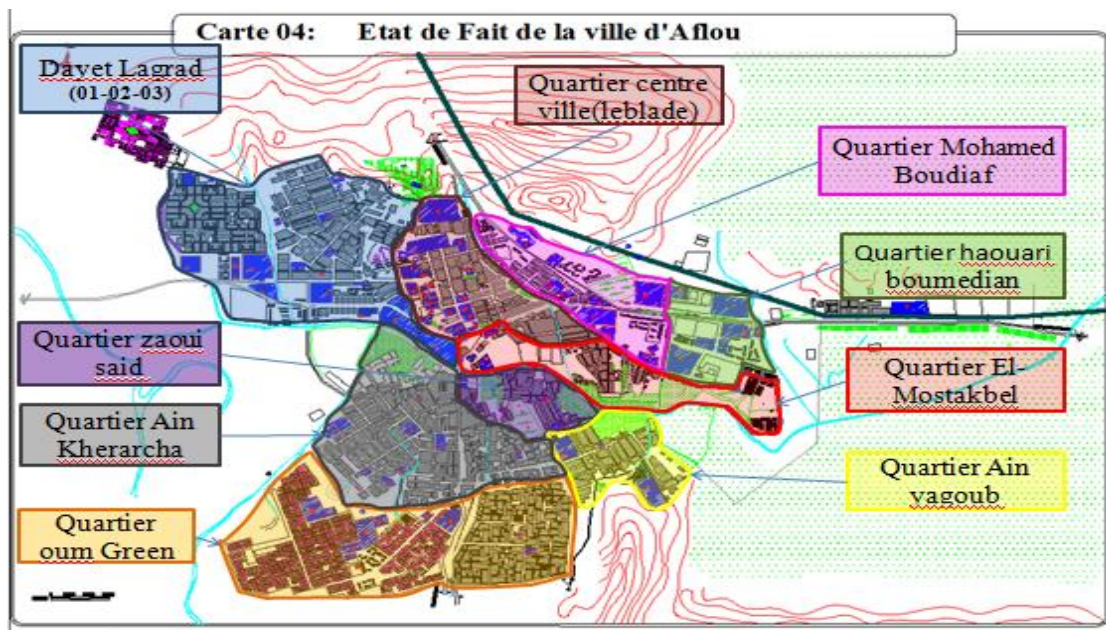 Carte 04: Etat de Fait de la ville d'Aflou
Dayet Lagrad
(01-02-03)
Quartier centre
ville(leblade)
Quartier Mohamed
Boudiaf
Quartier haouari
boumedian
Quartier zaoui
said
Quartier El-
Mostakbel
Quartier Ain
Kherarcha
Quartier Ain
yagoub
Quartier
oum Green